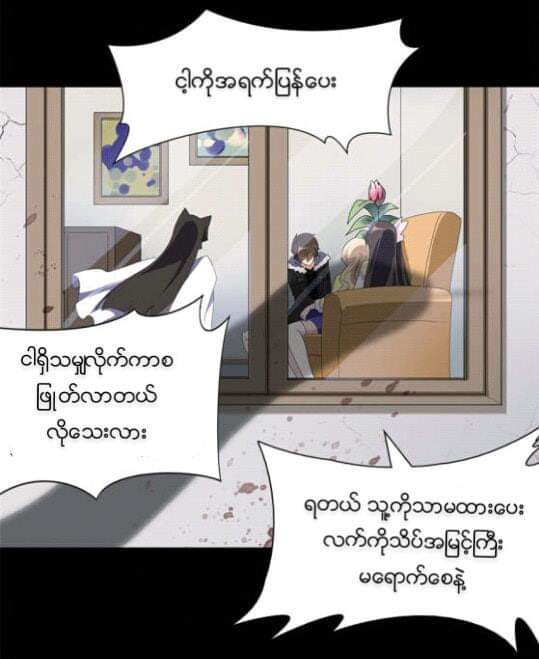 ငါ့ကိုအရက်ပြန်ပေး
ငါရှိသမျှလိုက်ကာစ
ဖြုတ်လာတယ်
လိုသေးလား
ရတယ် သူ့ကိုသာမထားပေး
လက်ကိုသိပ်အမြင့်ကြီး
မရောက်စေနဲ့